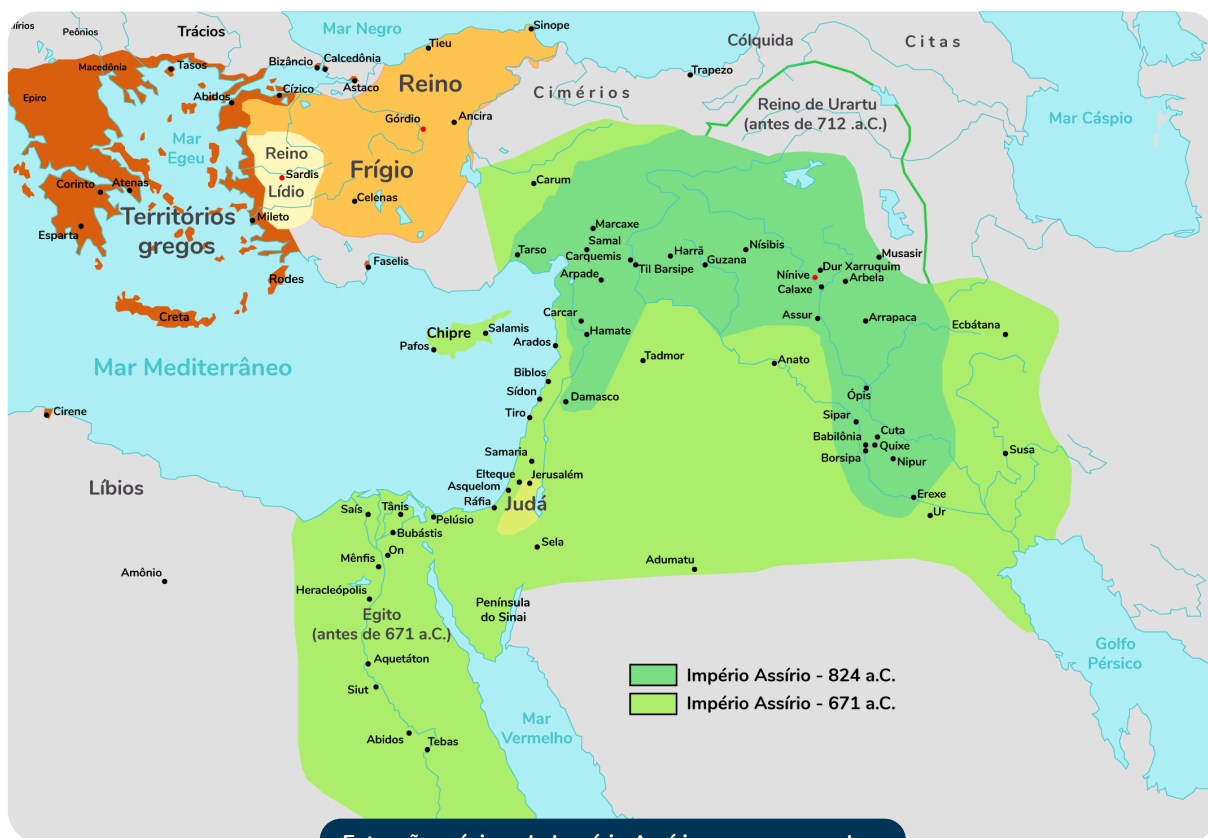 Peônios
Trácios
Mar Negro
Sinope
Tieu
Cólquida
Citas
Macedônia
Tasos
Bizâncio
Calcedônia
Trapezo
Epiro
Abidos
Cízico
Astaco
Reino
Cimérios
Reino de Urartu
(antes de 712 .a.C.)
Mar Cáspio
Górdio
Ancira
Mar
Egeu
Reino
Lídio
Sardis
Frígio
Carum
Corinto
Atenas
Celenas
Territórios
gregos
Mileto
Esparta
Marcaxe
Samal
Carquemis
Tarso
Til Barsipe
Harrã
Guzana
Nísibis
Musasir
Faselis
Arpade
Nínive
Dur Xarruquim
Arbela
Calaxe
Rodes
Creta
Chipre
Salamis
Pafos
Carcar
Hamate
Arados
Assur
Arrapaca
Ecbátana
Mar Mediterrâneo
Tadmor
Anato
Biblos
Sídon
Damasco
Tiro
Ópis
Cirene
Sipar
Cuta
Babilônia
Quixe
Borsipa
Nipur
Susa
Samaria
Elteque
Jerusalém
Asquelom
Ráfia
Judá
Erexe
Ur
Líbios
Saís
Tânis
Pelúsio
Bubástis
On
Mênfis
Sela
Adumatu
Amônio
Heracleópolis
Península
do Sinai
Egito
(antes de 671 a.C.)
Golfo
Pérsico
Aquetáton
Siut
Império Assírio - 824 a.C.
Império Assírio - 671 a.C.
Mar
Vermelho
Abidos
Tebas